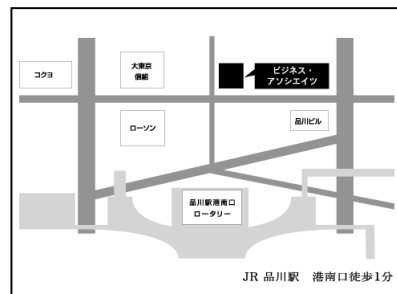 コクヨ
大東京
信組
ビジネス・
アソシエイツ
ローソン
品川ビル
品川駅港南口
ロータリー
JR 品川駅　港南口徒歩1分